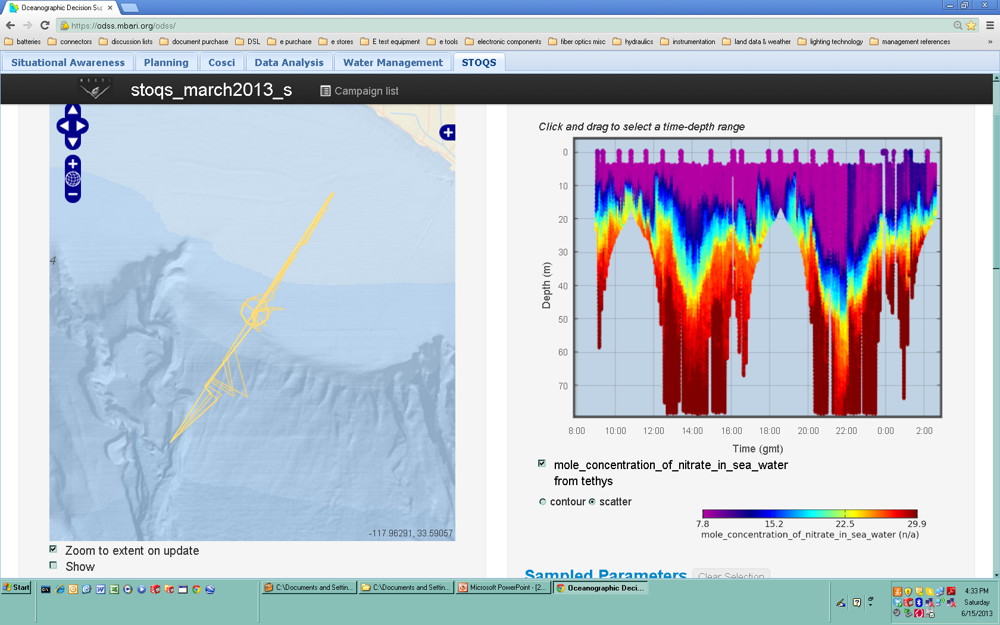 Oceanographic Decision Sup
https://odss.mbari.org/odss/
batteries connectors discussion lists document purchase DSL e purchase e stores E test equipment e tools electronic components fiber optics misc hydraulics instrumentation land data & weather lighting technology management references »
Situational Awareness Planning Cosci Data Analysis Water Management STOQS
MBARI
stoqs_march2013_s Campaign list
Click and drag to select a time-depth range
0
10
20
30
40
50
60
70
Depth (m)
8:00 10:00 12:00 14:00 16:00 18:00 20:00 22:00 0:00 2:00
Time (gmt)
4
-117.96291, 33.59057
mole_concentration_of_nitrate_in_sea_water
from tethys
contour scatter
7.8 15.2 22.5 29.9
mole_concentration_of_nitrate_in_sea_water (n/a)
Zoom to extent on update
Show
Sampled Parameters Clear Selection
Start
C:\Documents and Settin... C:\Documents and Settin... Microsoft PowerPoint - [2... Oceanographic Deci...
4:33 PM
Saturday
6/15/2013